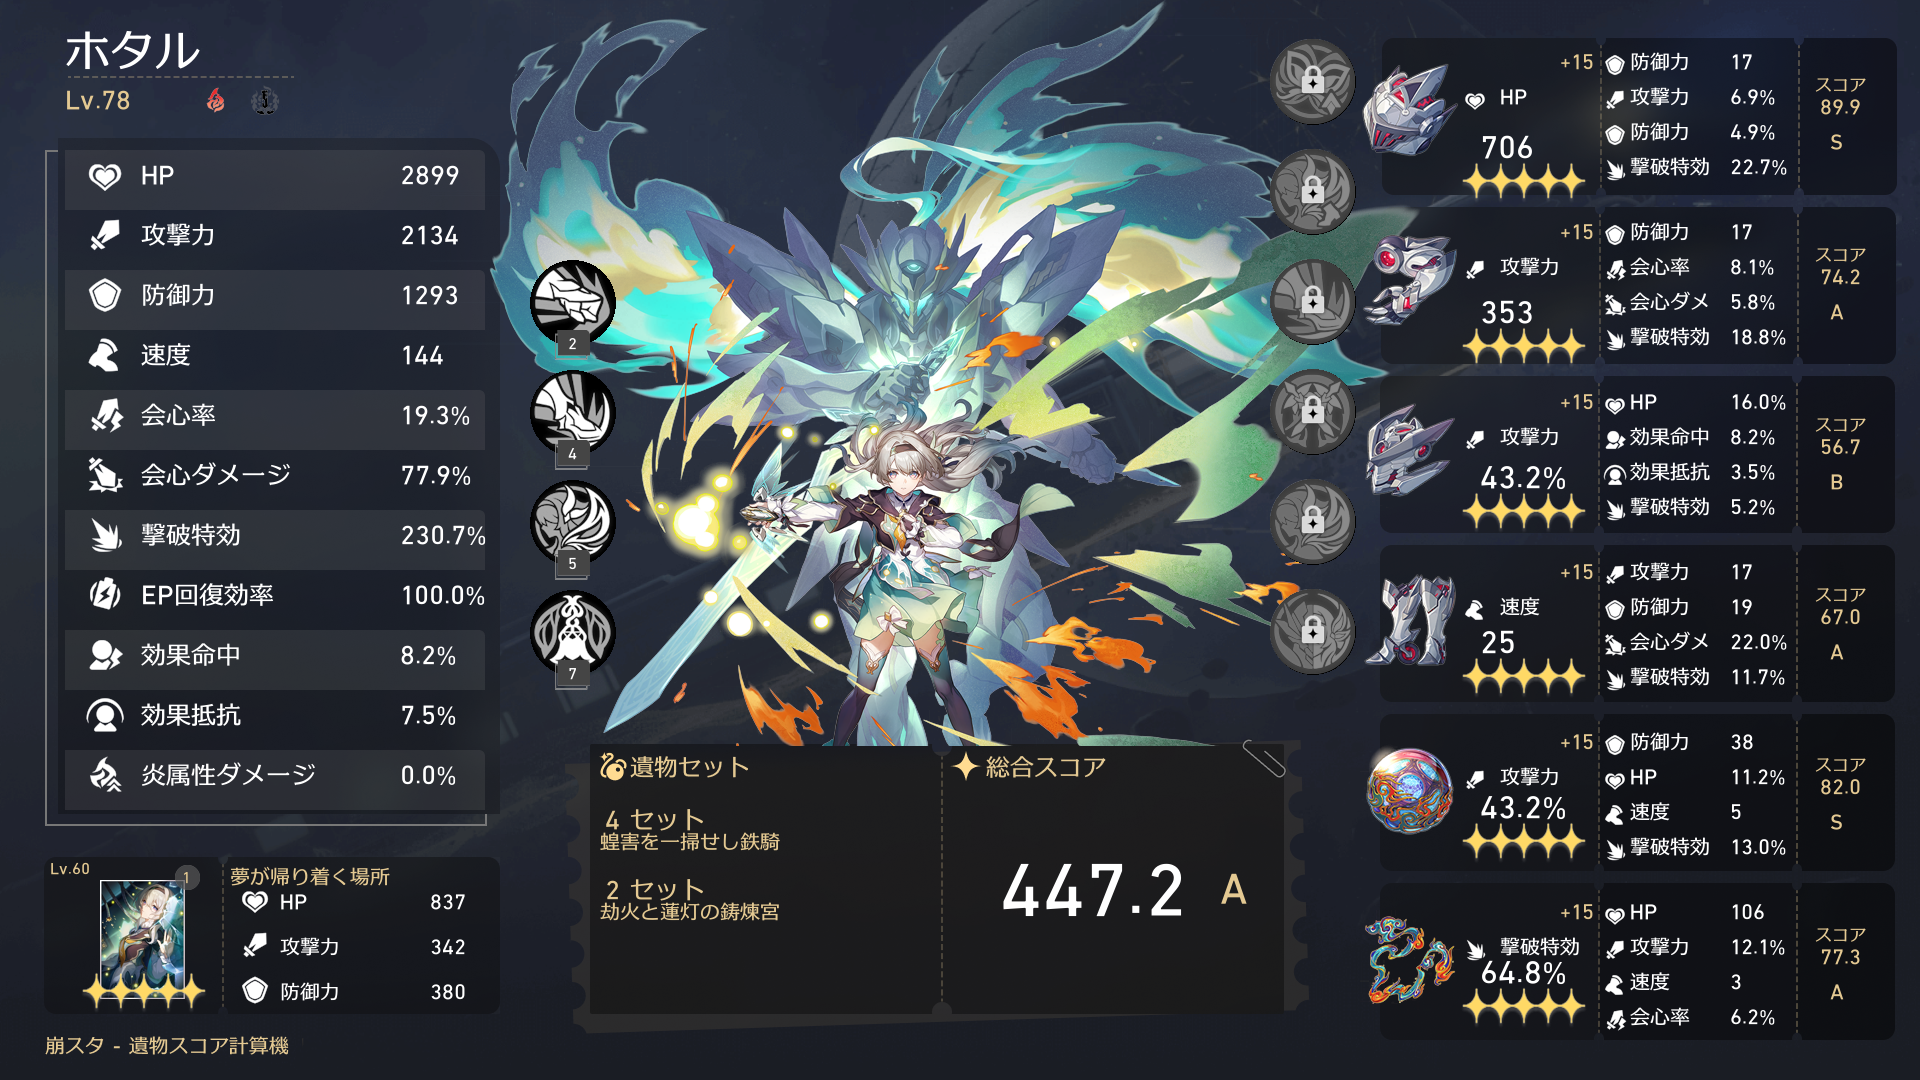 ホタル
Lv.78
5
HP 2899
攻撃力 2134
防御力 1293
速度 144
会心率 19.3%
会心ダメージ 77.9%
撃破特効 230.7%
EP回復効率 100.0%
効果命中 8.2%
効果抵抗 7.5%
炎属性ダメージ 0.0%
Lv.60
1
夢が帰り着く場所
HP 837
攻撃力 342
防御力 380
崩スタ - 遺物スコア計算機
2
4
5
7
遺物セット
4 セット
蝗害を一掃せし鉄騎
2 セット
劫火と蓮灯の鋳煉宮
総合スコア
447.2 A
+15
HP
706
防御力 17
攻撃力 6.9%
防御力 4.9%
撃破特効 22.7%
スコア
89.9
S
+15
攻撃力
353
防御力 17
会心率 8.1%
会心ダメ 5.8%
撃破特効 18.8%
スコア
74.2
A
+15
攻撃力
43.2%
HP 16.0%
効果命中 8.2%
効果抵抗 3.5%
撃破特効 5.2%
スコア
56.7
B
+15
速度
25
攻撃力 17
防御力 19
会心ダメ 22.0%
撃破特効 11.7%
スコア
67.0
A
+15
攻撃力
43.2%
防御力 38
HP 11.2%
速度 5
撃破特効 13.0%
スコア
82.0
S
+15
撃破特効
64.8%
HP 106
攻撃力 12.1%
速度 3
会心率 6.2%
スコア
77.3
A